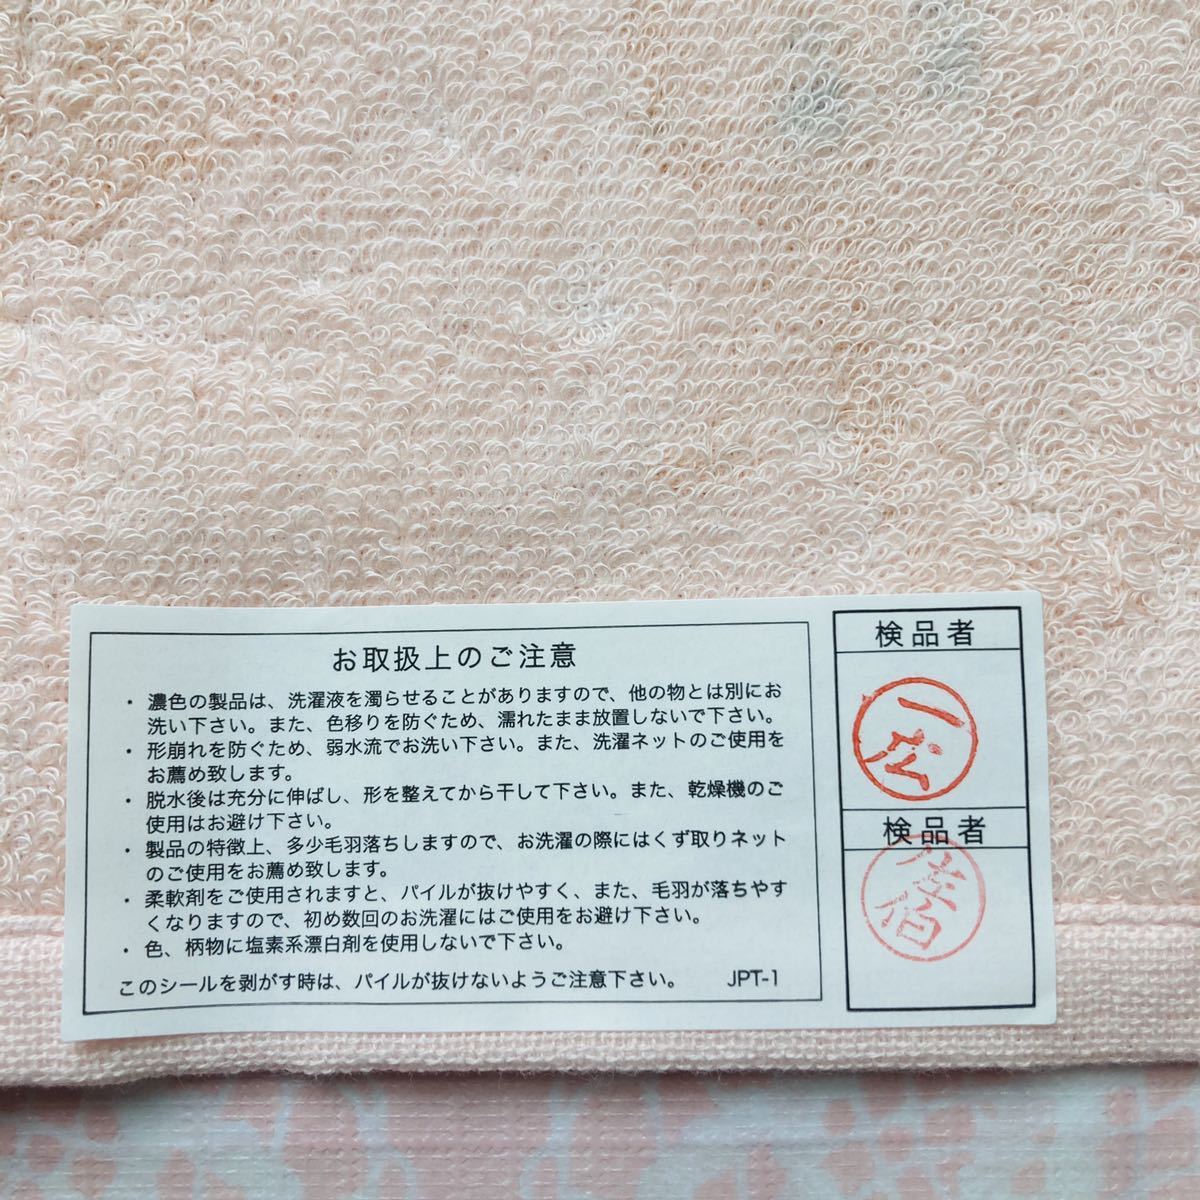 お取扱上のご注意
・ 濃色の製品は、洗濯液を濁らせることがありますので、他の物とは別にお
洗い下さい。また、色移りを防ぐため、濡れたまま放置しないで下さい。
・ 形崩れを防ぐため、弱水流でお洗い下さい。また、洗濯ネットのご使用を
お薦め致します。
・ 脱水後は充分に伸ばし、形を整えてから干して下さい。また、乾燥機のご
使用はお避け下さい。
・ 製品の特徴上、多少毛羽落ちしますので、お洗濯の際にはくず取りネット
のご使用をお薦め致します。
・ 柔軟剤をご使用されますと、パイルが抜けやすく、また、毛羽が落ちやす
くなりますので、初め数回のお洗濯にはご使用をお避け下さい。
・ 色、柄物に塩素系漂白剤を使用しないで下さい。
このシールを剥がす時は、パイルが抜けないようご注意下さい。 JPT-1
検品者
検品者